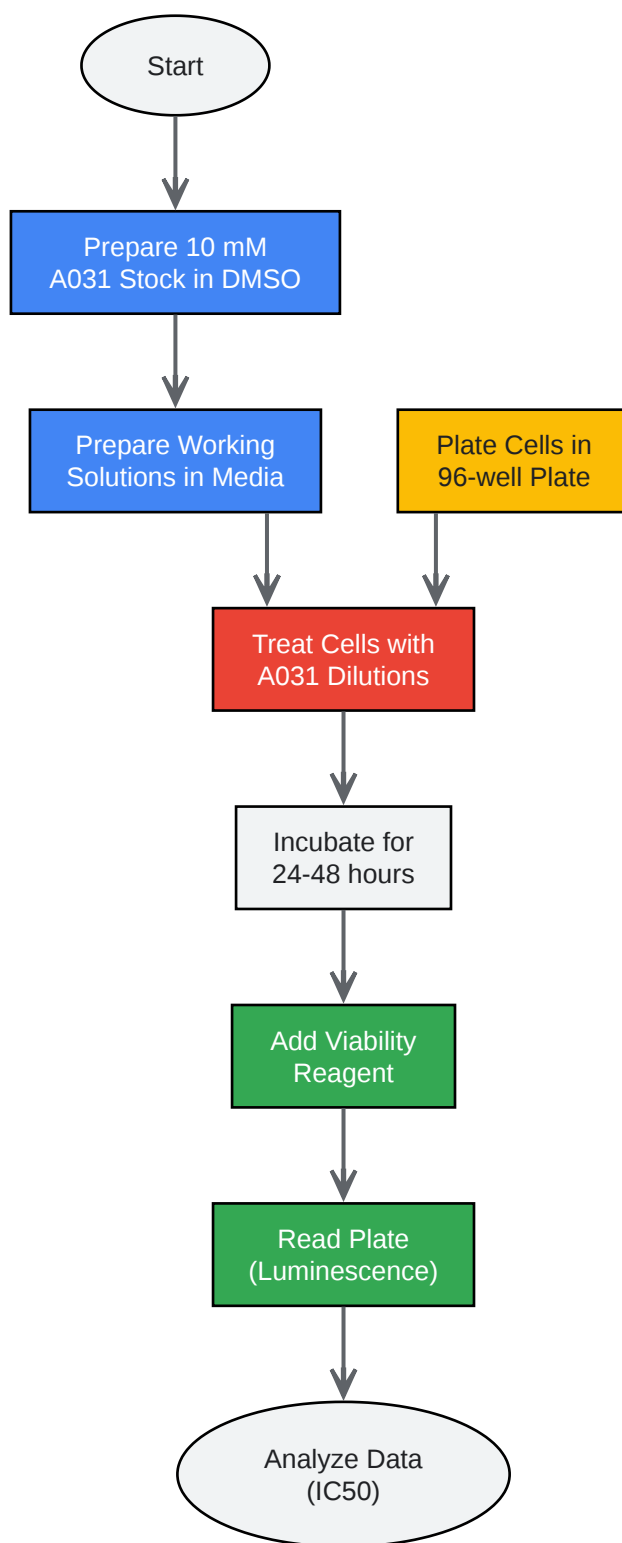 Start
Prepare 10 mM
A031 Stock in DMSO
Prepare Working
Solutions in Media
Plate Cells in
96-well Plate
Treat Cells with
A031 Dilutions
Incubate for
24-48 hours
Add Viability
Reagent
Read Plate
(Luminescence)
Analyze Data
(IC50)